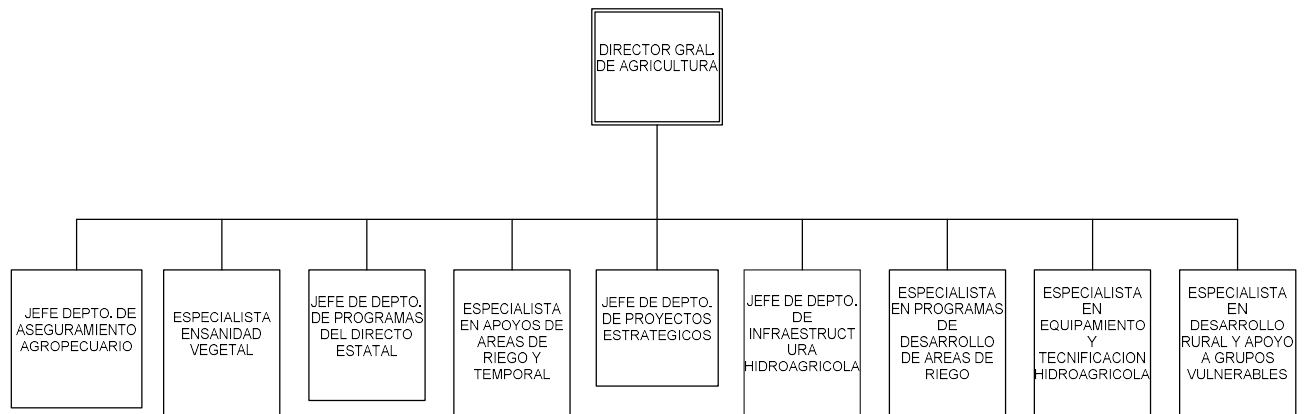 DIRECTOR GRAL.
DE AGRICULTURA
JEFE DEPTO. DE
ASEGURAMIENTO
AGROPECUARIO
ESPECIALISTA
ENSANIDAD
VEGETAL
JEFE DE DEPTO.
DE PROGRAMAS
DEL DIRECTO
ESTATAL
ESPECIALISTA
EN APOYOS DE
AREAS DE
RIEGO Y
TEMPORAL
JEFE DE DEPTO.
DE PROYECTOS
ESTRATEGICOS
JEFE DE DEPTO.
DE
INFRAESTRUCT
URA
HIDROAGRICOLA
ESPECIALISTA
EN PROGRAMAS
DE
DESARROLLO
DE AREAS DE
RIEGO
ESPECIALISTA
EN
EQUIPAMIENTO
Y
TECNIFICACION
HIDROAGRICOLA
ESPECIALISTA
EN
DESARROLLO
RURAL Y APOYO
A GRUPOS
VULNERABLES